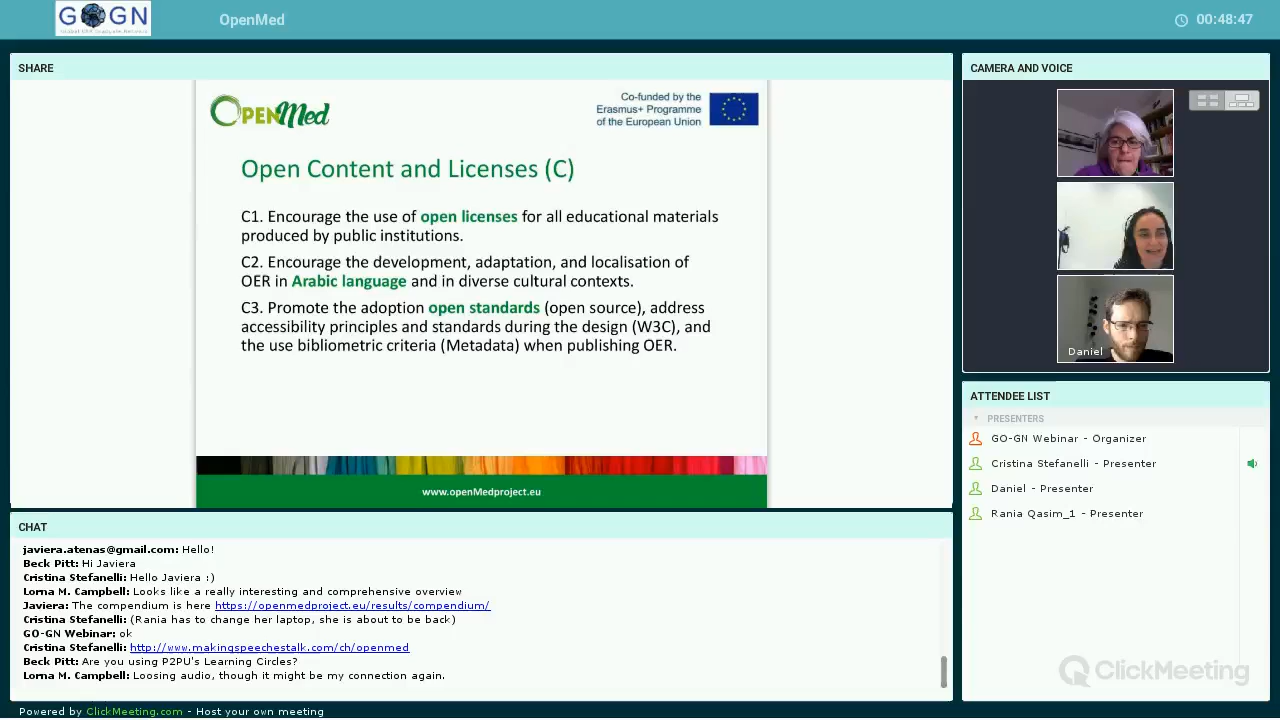 GOGN
OpenMed
00:48:47
SHARE
OPENMed
Co-funded by the
Erasmus+ Programme
of the European Union
Open Content and Licenses (C)
C1. Encourage the use of open licenses for all educational materials
produced by public institutions.
C2. Encourage the development, adaptation, and localisation of
OER in Arabic language and in diverse cultural contexts.
C3. Promote the adoption open standards (open source), address
accessibility principles and standards during the design (W3C), and
the use bibliometric criteria (Metadata) when publishing OER.
www.openMedproject.eu
CAMERA AND VOICE
Daniel
ATTENDEE LIST
PRESENTERS
GO-GN Webinar - Organizer
Cristina Stefanelli - Presenter
Daniel - Presenter
Rania Qasim_1 - Presenter
CHAT
javiera.atenas@gmail.com: Hello!
Beck Pitt: Hi Javiera
Cristina Stefanelli: Hello Javiera :)
Lorna M. Campbell: Looks like a really interesting and comprehensive overview
Javiera: The compendium is here https://openmedproject.eu/results/compendium/
Cristina Stefanelli: (Rania has to change her laptop, she is about to be back)
GO-GN Webinar: ok
Cristina Stefanelli: http://www.makingspeechestalk.com/ch/openmed
Beck Pitt: Are you using P2PU's Learning Circles?
Lorna M. Campbell: Loosing audio, though it might be my connection again.
ClickMeeting
Powered by ClickMeeting.com - Host your own meeting